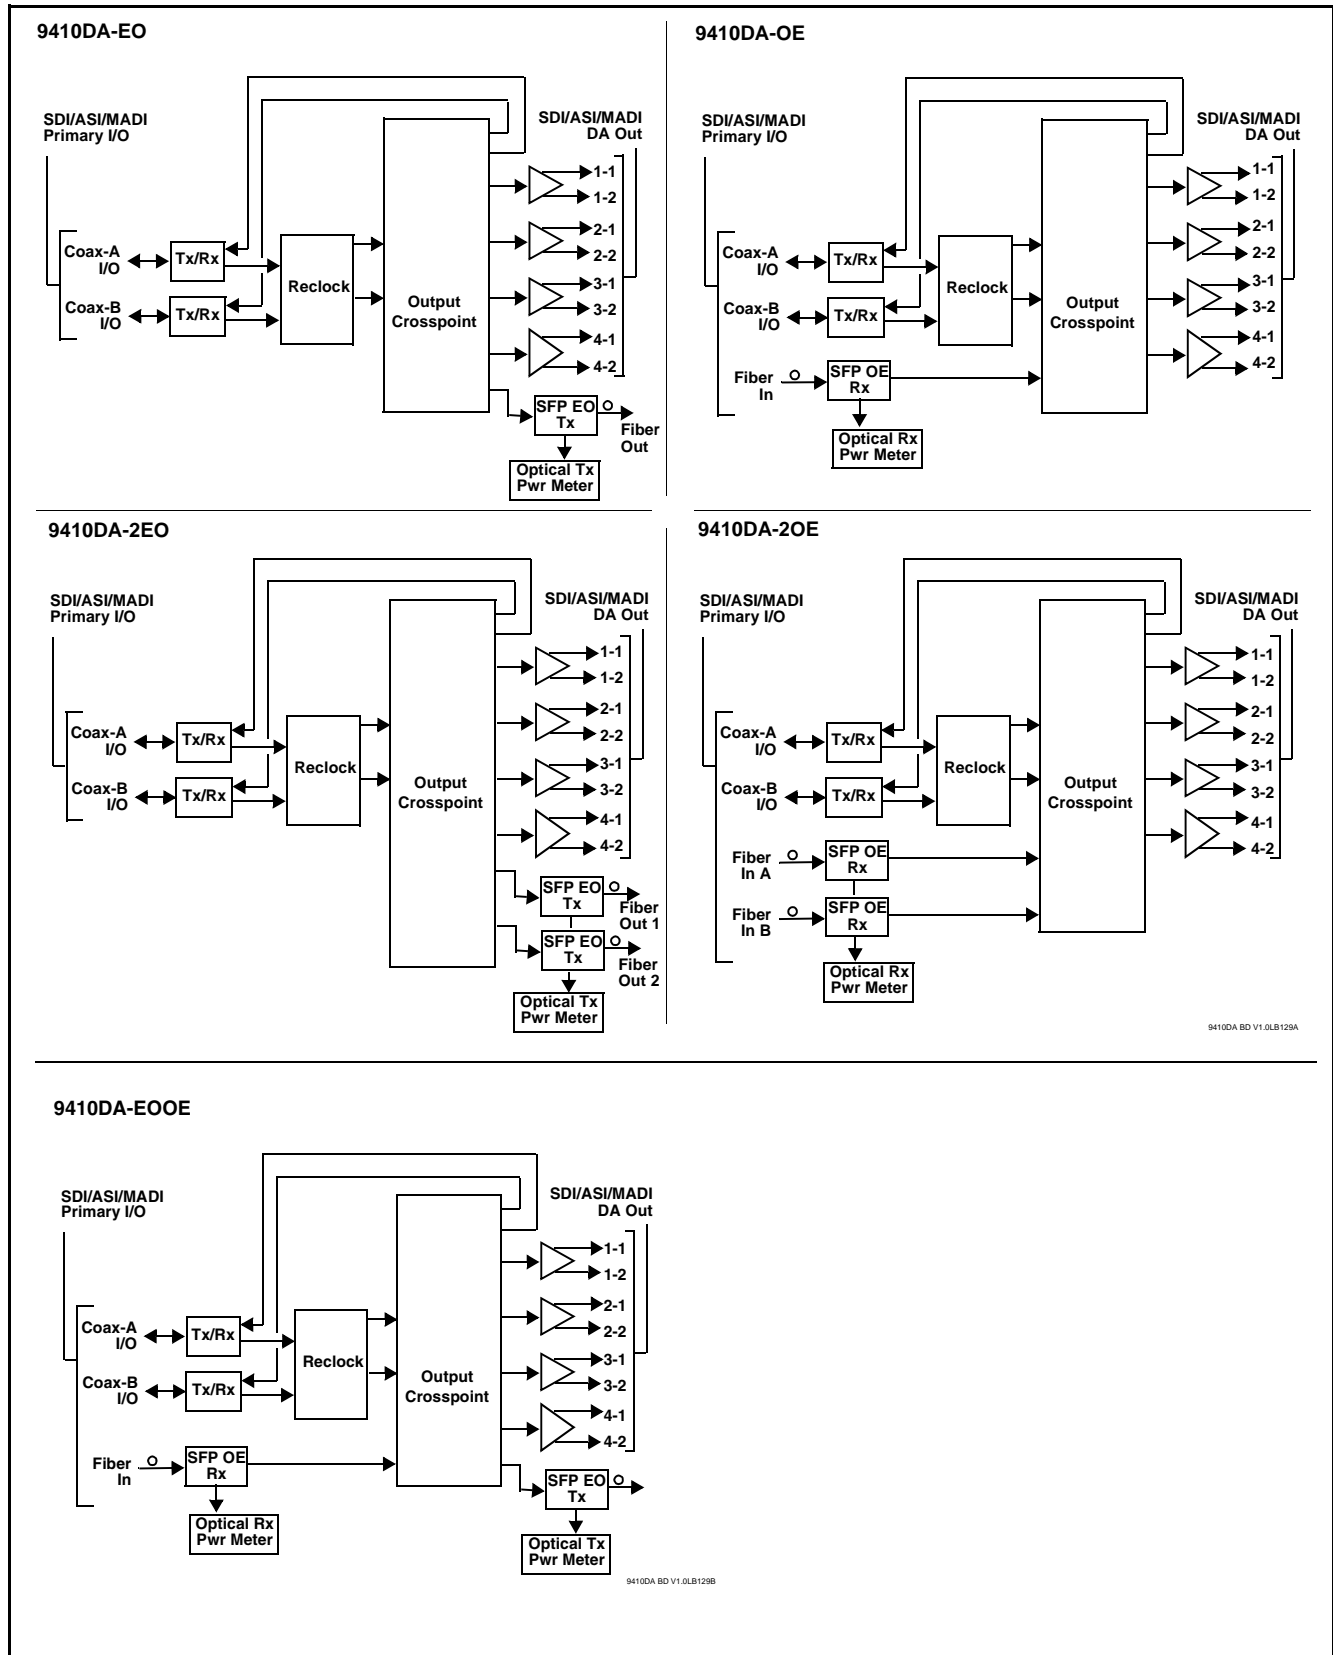 9410DA-EO
SDI/ASI/MADI
Primary I/O
SDI/ASI/MADI
DA Out
Coax-A
I/O
Coax-B
I/O
Tx/Rx
Tx/Rx
Reclock
Output
Crosspoint
1-1
1-2
2-1
2-2
3-1
3-2
4-1
4-2
SFP EO
Tx
Fiber
Out
Optical Tx
Pwr Meter
9410DA-OE
SDI/ASI/MADI
Primary I/O
SDI/ASI/MADI
DA Out
Coax-A
I/O
Coax-B
I/O
Tx/Rx
Tx/Rx
Reclock
Output
Crosspoint
1-1
1-2
2-1
2-2
3-1
3-2
4-1
4-2
Fiber
In
SFP OE
Rx
Optical Rx
Pwr Meter
9410DA-2EO
SDI/ASI/MADI
Primary I/O
SDI/ASI/MADI
DA Out
Coax-A
I/O
Coax-B
I/O
Tx/Rx
Tx/Rx
Reclock
Output
Crosspoint
1-1
1-2
2-1
2-2
3-1
3-2
4-1
4-2
SFP EO
Tx
Fiber
Out 1
SFP EO
Tx
Fiber
Out 2
Optical Tx
Pwr Meter
9410DA-2OE
SDI/ASI/MADI
Primary I/O
SDI/ASI/MADI
DA Out
Coax-A
I/O
Coax-B
I/O
Tx/Rx
Tx/Rx
Reclock
Output
Crosspoint
1-1
1-2
2-1
2-2
3-1
3-2
4-1
4-2
Fiber
In A
SFP OE
Rx
Fiber
In B
SFP OE
Rx
Optical Rx
Pwr Meter
9410DA BD V1.0LB129A
9410DA-EOOE
SDI/ASI/MADI
Primary I/O
SDI/ASI/MADI
DA Out
Coax-A
I/O
Coax-B
I/O
Tx/Rx
Tx/Rx
Reclock
Output
Crosspoint
1-1
1-2
2-1
2-2
3-1
3-2
4-1
4-2
Fiber
In
SFP OE
Rx
Optical Rx
Pwr Meter
SFP EO
Tx
Optical Tx
Pwr Meter
9410DA BD V1.0LB129B